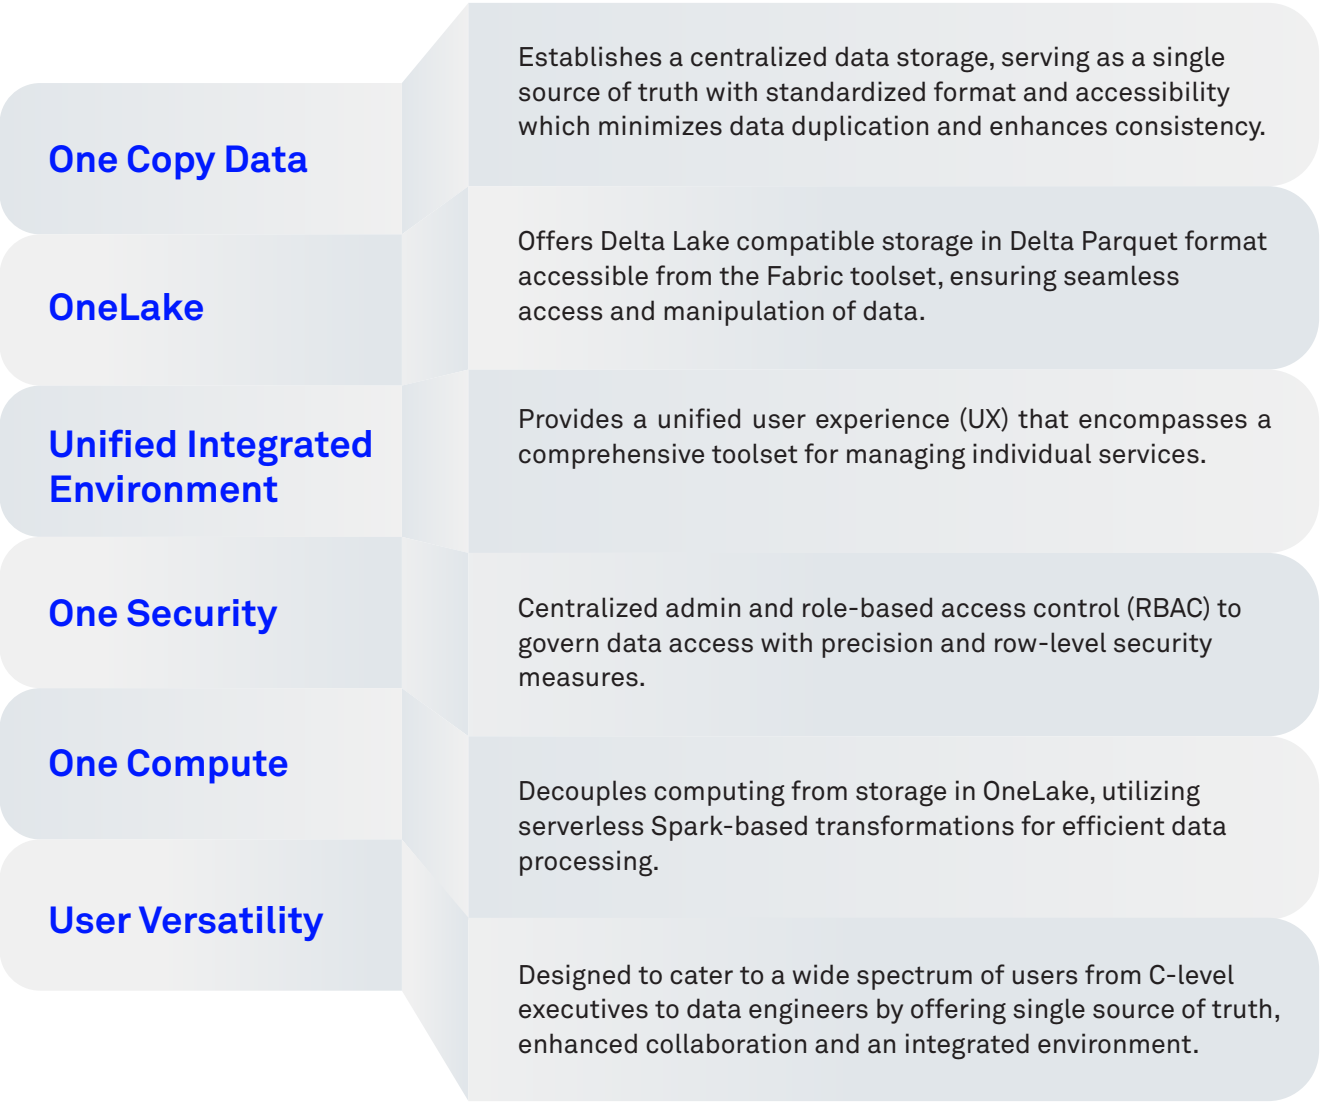 One Copy Data
Establishes a centralized data storage, serving as a single
source of truth with standardized format and accessibility
which minimizes data duplication and enhances consistency.
OneLake
Offers Delta Lake compatible storage in Delta Parquet format
accessible from the Fabric toolset, ensuring seamless
access and manipulation of data.
Unified Integrated
Environment
Provides a unified user experience (UX) that encompasses a
comprehensive toolset for managing individual services.
One Security
Centralized admin and role-based access control (RBAC) to
govern data access with precision and row-level security
measures.
One Compute
Decouples computing from storage in OneLake, utilizing
serverless Spark-based transformations for efficient data
processing.
User Versatility
Designed to cater to a wide spectrum of users from C-level
executives to data engineers by offering single source of truth,
enhanced collaboration and an integrated environment.